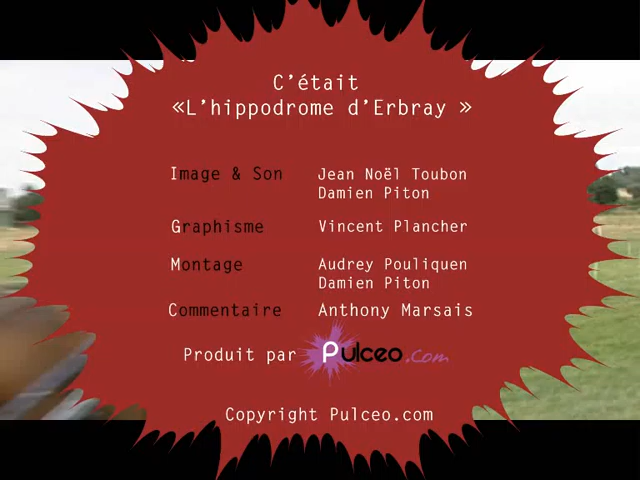 C'était
«L'hippodrome d'Erbray »
Image & Son Jean Noël Toubon
Damien Piton
Graphisme Vincent Plancher
Montage Audrey Pouliquen
Damien Piton
Commentaire Anthony Marsais
Produit par Pulceo.com
Copyright Pulceo.com